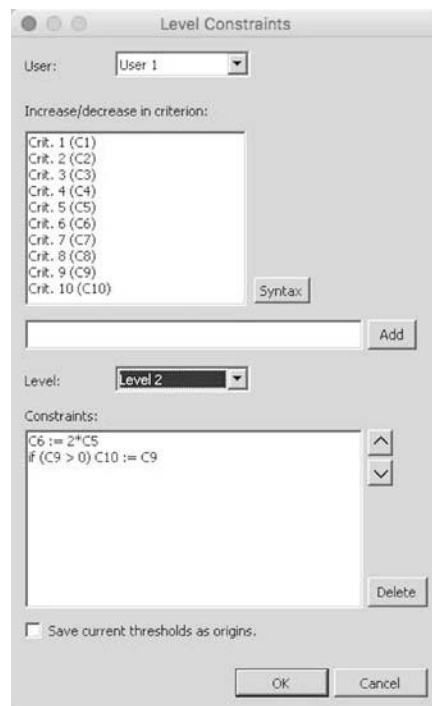 Level Constraints
User: User 1
Increase/decrease in criterion:
Crit. 1 (C1)
Crit. 2 (C2)
Crit. 3 (C3)
Crit. 4 (C4)
Crit. 5 (C5)
Crit. 6 (C6)
Crit. 7 (C7)
Crit. 8 (C8)
Crit. 9 (C9)
Crit. 10 (C10)
Syntax
Add
Level: Level 2
Constraints:
C6 := 2*C5
if (C9 > 0) C10 := C9
Delete
Save current thresholds as origins.
OK Cancel